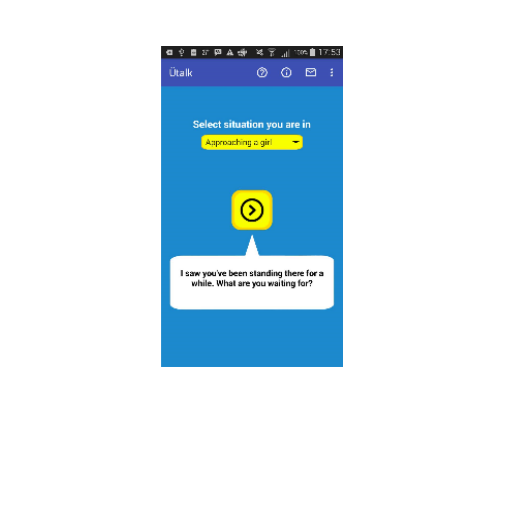 100% 17:53
Ütalk
Select situation you are in
Approaching a girl
I saw you've been standing there for a
while. What are you waiting for?